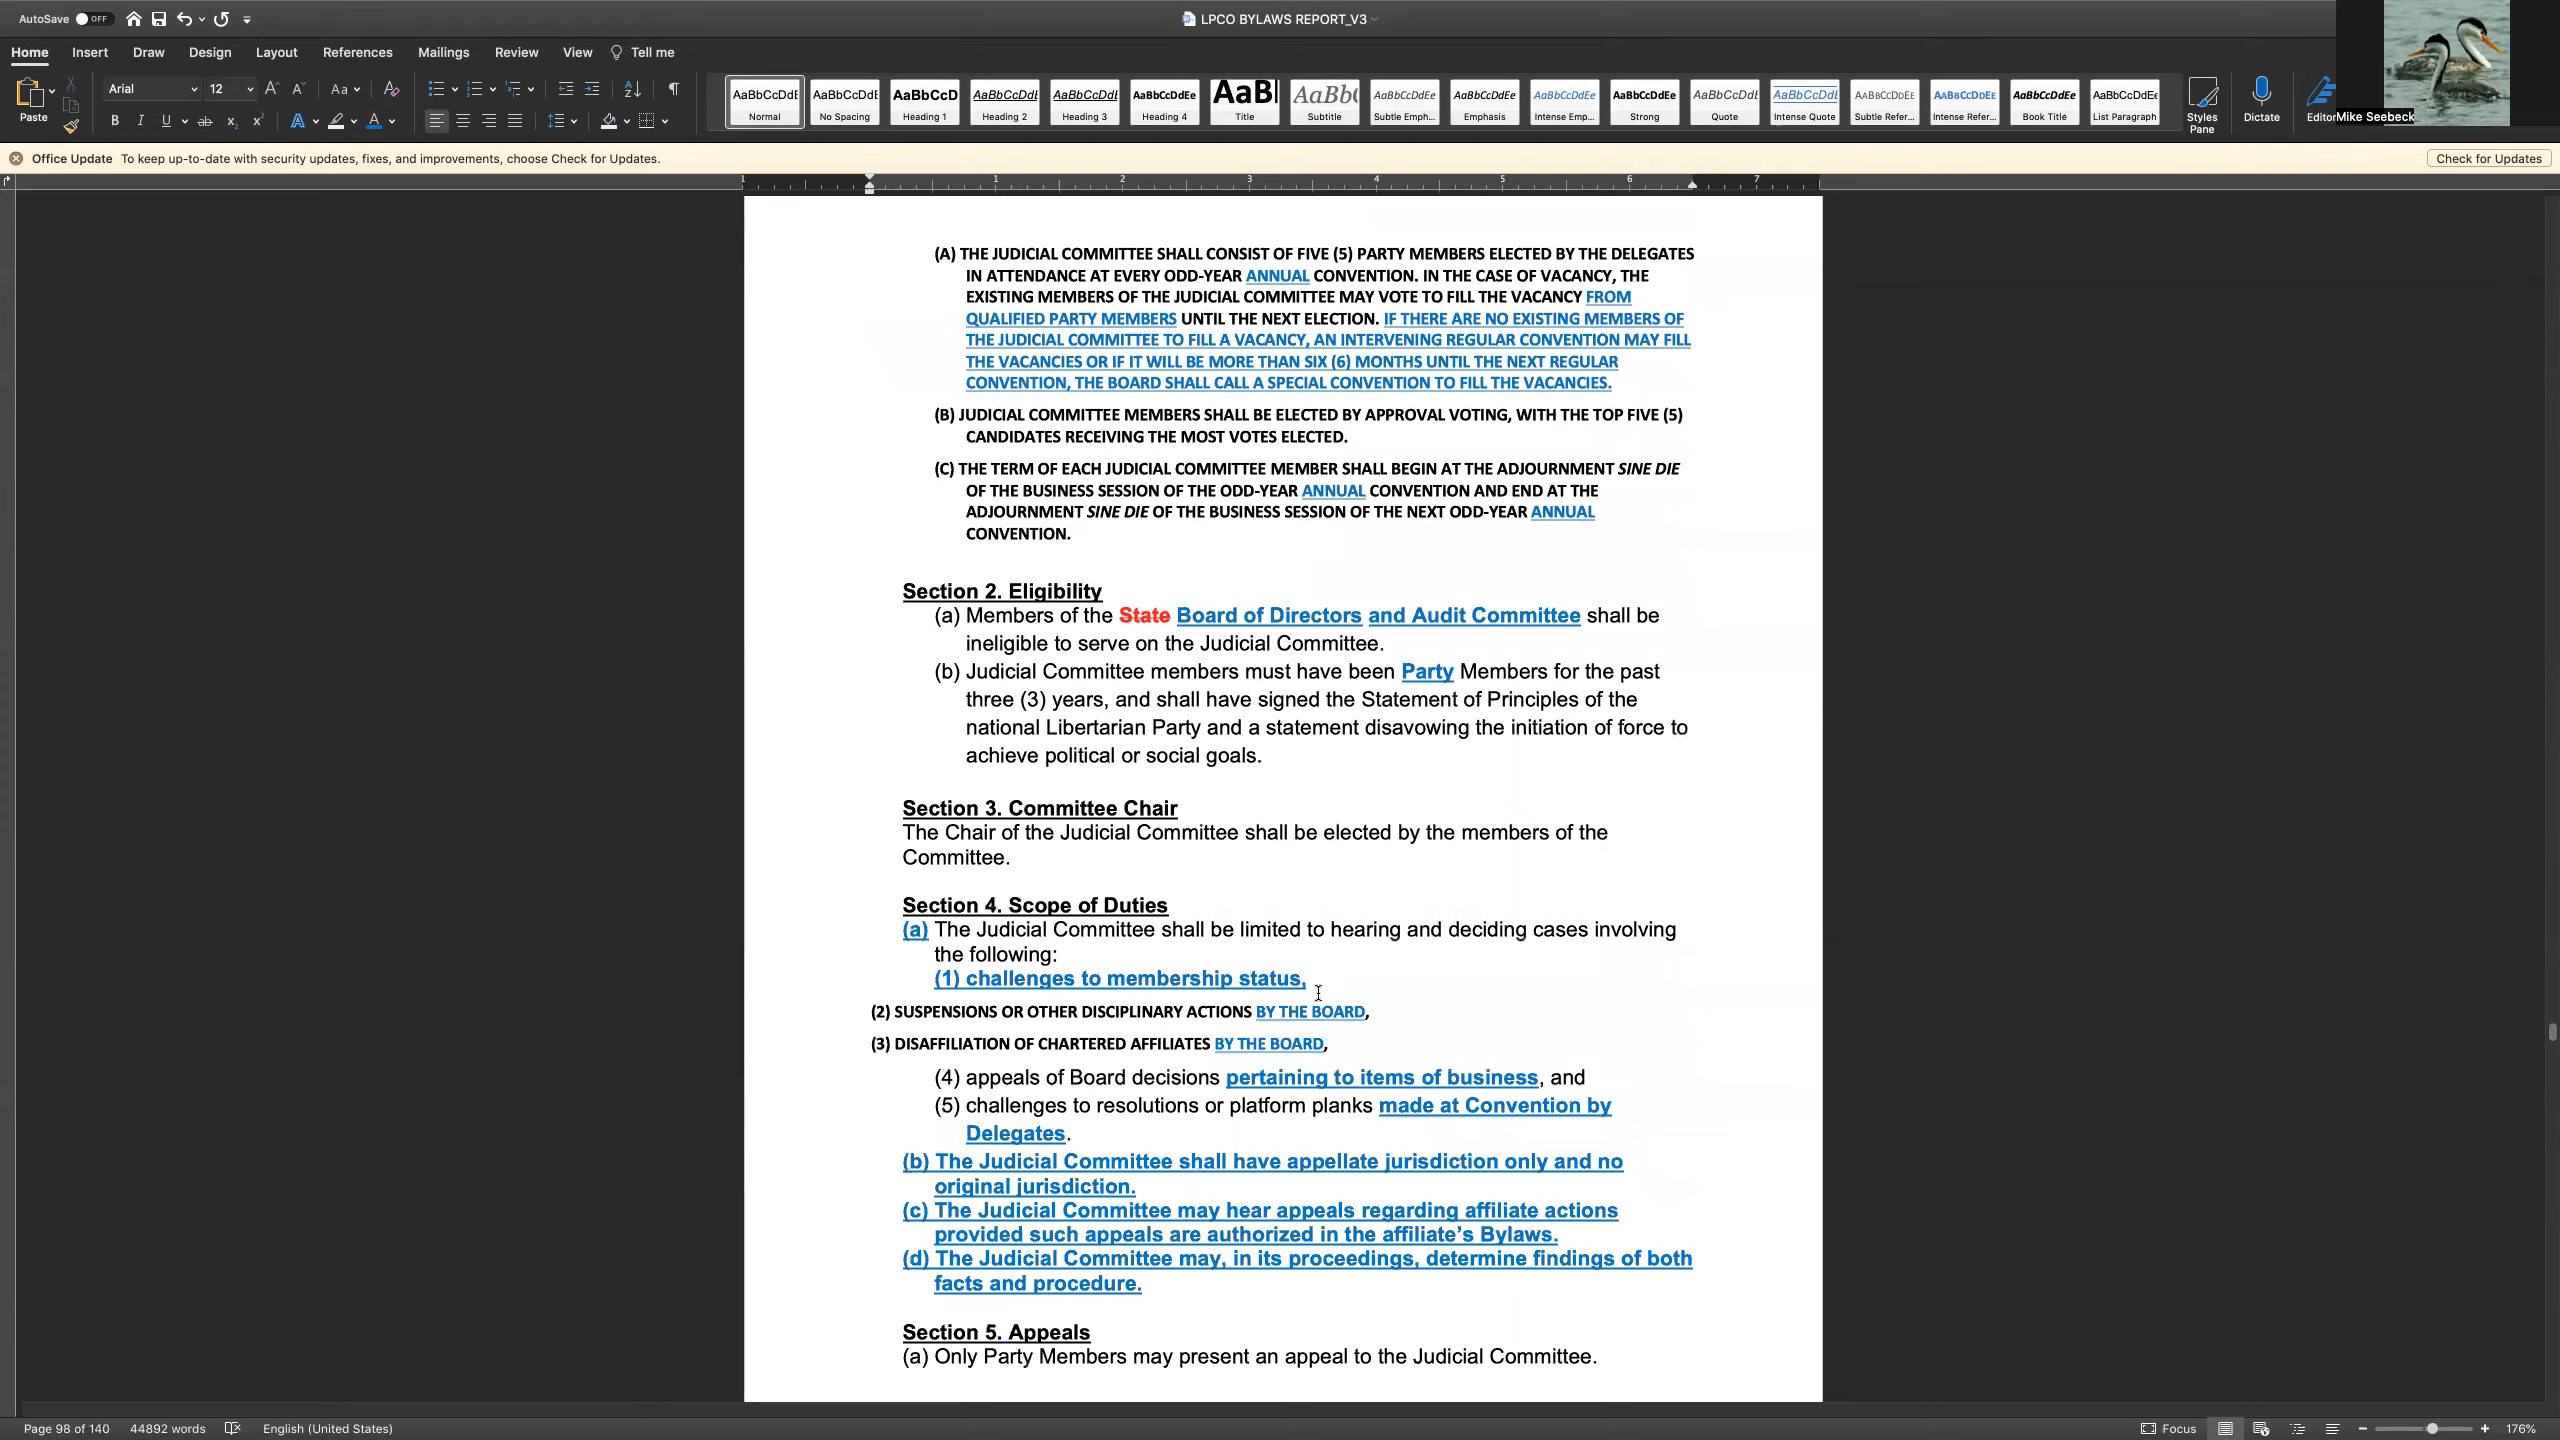 AutoSave OFF LPCO BYLAWS REPORT_V3
Home Insert Draw Design Layout References Mailings Review View Tell me
Paste Arial 12 Aa
AaBbCcDdE AaBbCcDdE AaBbCcD AaBbCcDdE AaBbCcDdE AaBbCcDdEe AaBl AaBb( AaBbCcDdEe AaBbCcDdEe AaBbCcDdEe AaBbCcDdEe AaBbCcDdEe AaBbCcDdE AaBbCcDdEe AaBbCcDdEe AaBbCcDdEe AaBbCcDdEe
Normal No Spacing Heading 1 Heading 2 Heading 3 Heading 4 Title Subtitle Subtle Emph... Emphasis Intense Emp... Strong Quote Intense Quote Subtle Refer... Intense Refer... Book Title List Paragraph
Styles Pane Dictate Editor Mike Seebeck
Office Update To keep up-to-date with security updates, fixes, and improvements, choose Check for Updates. Check for Updates
1 1 2 3 4 5 6 7
(A) THE JUDICIAL COMMITTEE SHALL CONSIST OF FIVE (5) PARTY MEMBERS ELECTED BY THE DELEGATES
IN ATTENDANCE AT EVERY ODD-YEAR ANNUAL CONVENTION. IN THE CASE OF VACANCY, THE
EXISTING MEMBERS OF THE JUDICIAL COMMITTEE MAY VOTE TO FILL THE VACANCY FROM
QUALIFIED PARTY MEMBERS UNTIL THE NEXT ELECTION. IF THERE ARE NO EXISTING MEMBERS OF
THE JUDICIAL COMMITTEE TO FILL A VACANCY, AN INTERVENING REGULAR CONVENTION MAY FILL
THE VACANCIES OR IF IT WILL BE MORE THAN SIX (6) MONTHS UNTIL THE NEXT REGULAR
CONVENTION, THE BOARD SHALL CALL A SPECIAL CONVENTION TO FILL THE VACANCIES.
(B) JUDICIAL COMMITTEE MEMBERS SHALL BE ELECTED BY APPROVAL VOTING, WITH THE TOP FIVE (5)
CANDIDATES RECEIVING THE MOST VOTES ELECTED.
(C) THE TERM OF EACH JUDICIAL COMMITTEE MEMBER SHALL BEGIN AT THE ADJOURNMENT SINE DIE
OF THE BUSINESS SESSION OF THE ODD-YEAR ANNUAL CONVENTION AND END AT THE
ADJOURNMENT SINE DIE OF THE BUSINESS SESSION OF THE NEXT ODD-YEAR ANNUAL
CONVENTION.
Section 2. Eligibility
(a) Members of the State Board of Directors and Audit Committee shall be
ineligible to serve on the Judicial Committee.
(b) Judicial Committee members must have been Party Members for the past
three (3) years, and shall have signed the Statement of Principles of the
national Libertarian Party and a statement disavowing the initiation of force to
achieve political or social goals.
Section 3. Committee Chair
The Chair of the Judicial Committee shall be elected by the members of the
Committee.
Section 4. Scope of Duties
(a) The Judicial Committee shall be limited to hearing and deciding cases involving
the following:
(1) challenges to membership status,
(2) SUSPENSIONS OR OTHER DISCIPLINARY ACTIONS BY THE BOARD,
(3) DISAFFILIATION OF CHARTERED AFFILIATES BY THE BOARD,
(4) appeals of Board decisions pertaining to items of business, and
(5) challenges to resolutions or platform planks made at Convention by
Delegates.
(b) The Judicial Committee shall have appellate jurisdiction only and no
original jurisdiction.
(c) The Judicial Committee may hear appeals regarding affiliate actions
provided such appeals are authorized in the affiliate’s Bylaws.
(d) The Judicial Committee may, in its proceedings, determine findings of both
facts and procedure.
Section 5. Appeals
(a) Only Party Members may present an appeal to the Judicial Committee.
Page 98 of 140 44892 words English (United States) Focus 176%